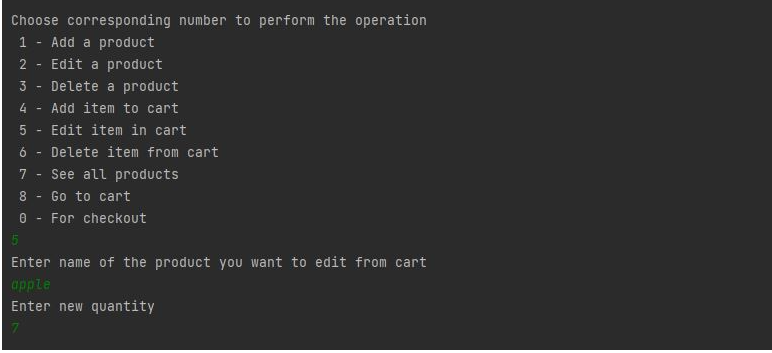 Choose corresponding number to perform the operation
1 - Add a product
2 - Edit a product
3 - Delete a product
4 - Add item to cart
5 - Edit item in cart
6 - Delete item from cart
7 - See all products
8 - Go to cart
0 - For checkout
5
Enter name of the product you want to edit from cart
apple
Enter new quantity
7